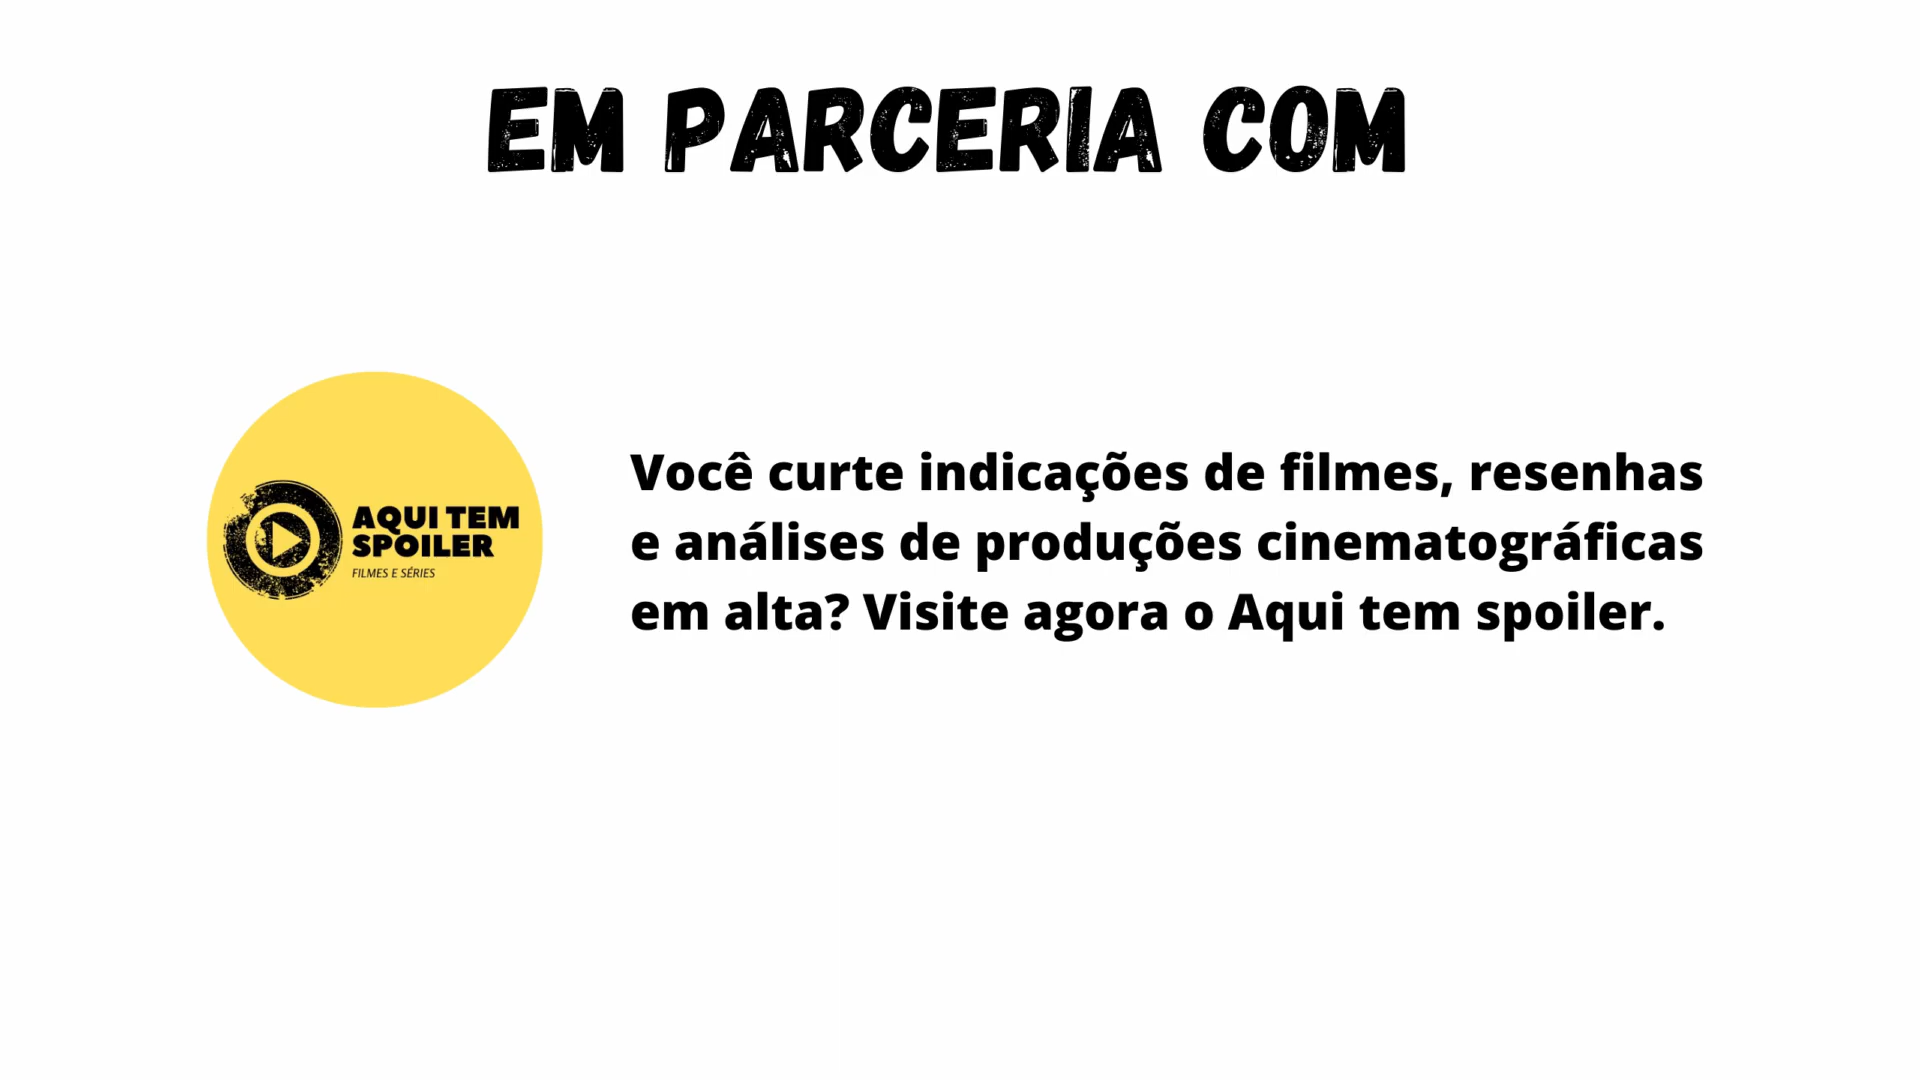 EM PARCERIA COM
AQUI TEM
SPOILER
FILMES E SÉRIES
Você curte indicações de filmes, resenhas
e análises de produções cinematográficas
em alta? Visite agora o Aqui tem spoiler.